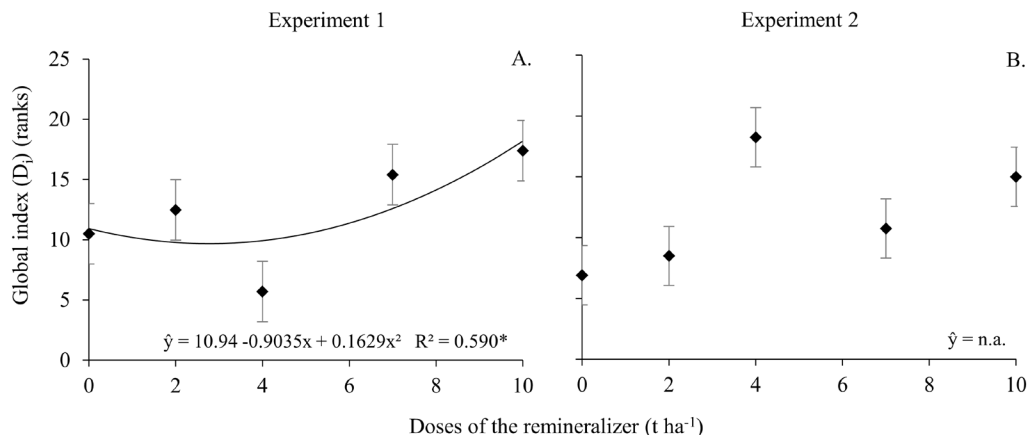 Experiment 1
Experiment 2
A.
B.
Global index (Dᵢ) (ranks)
25
20
15
10
5
0
ŷ = 10.94 -0.9035x + 0.1629x² R² = 0.590*
ŷ = n.a.
0 2 4 6 8 10
0 2 4 6 8 10
Doses of the remineralizer (t ha⁻¹)